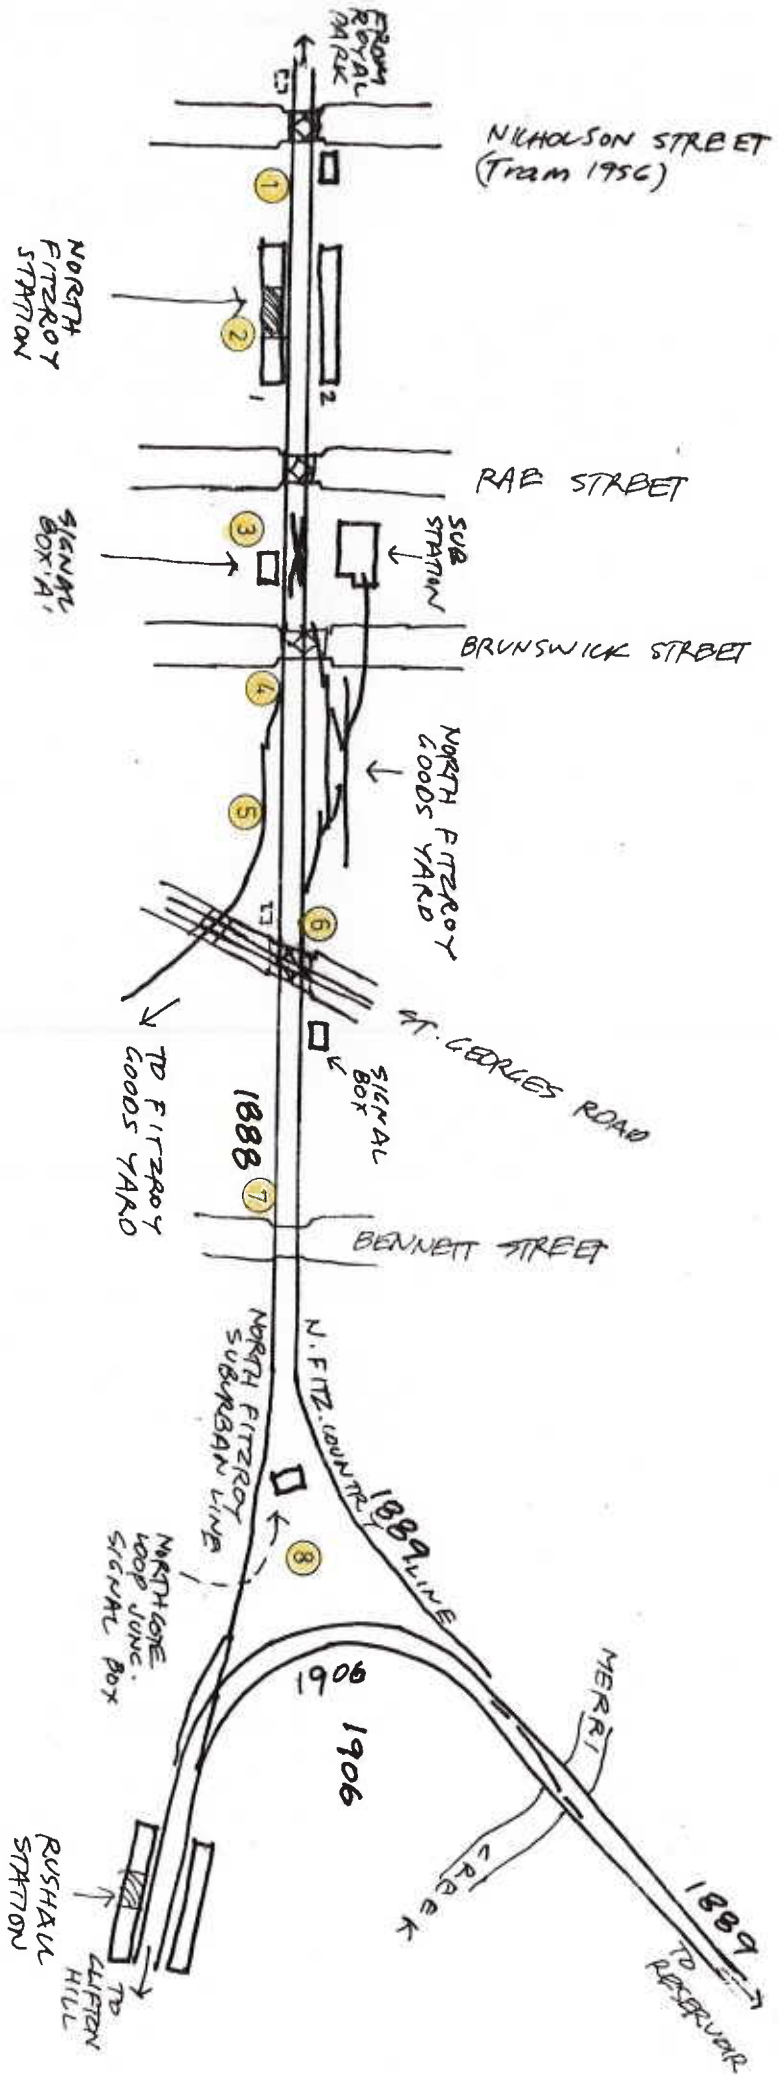 FROM
ROYAL
PARK
NICHOLSON STREET
(Tram 1956)
1
NORTH
FITZROY
STATION
2
1
2
RAE STREET
3
SIGNAL
BOX 'A'
SUB
STATION
BRUNSWICK STREET
4
NORTH FITZROY
GOODS YARD
5
6
ST. GEORGES ROAD
SIGNAL
BOX
TO FITZROY
GOODS YARD
1888
7
BENNETT STREET
N. FITZ. COUNTRY LINE
1889
NORTH FITZROY
SUBURBAN LINE
8
NORTHCOTE
LOOP JUNC.
SIGNAL BOX
1906
1906
MERRI
CREEK
1889
TO
RESERVOIR
RUSHALL
STATION
TO
CLIFTON
HILL